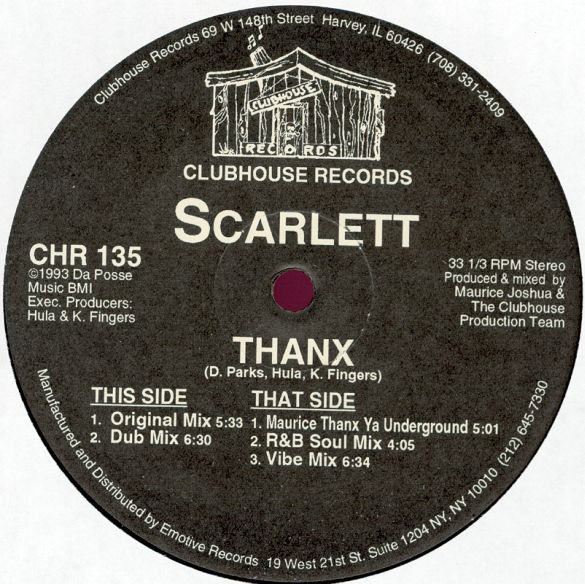 Clubhouse Records 69 W 148th Street Harvey, IL 60426 (708) 331-2409
CLUBHOUSE
RECORDS
CLUBHOUSE RECORDS
SCARLETT
CHR 135
©1993 Da Posse
Music BMI
Exec. Producers:
Hula & K. Fingers
33 1/3 RPM Stereo
Produced & mixed by
Maurice Joshua &
The Clubhouse
Production Team
THANX
(D. Parks, Hula, K. Fingers)
THIS SIDE
1. Original Mix 5:33
2. Dub Mix 6:30
THAT SIDE
1. Maurice Thanx Ya Underground 5:01
2. R&B Soul Mix 4:05
3. Vibe Mix 6:34
Manufactured and Distributed by Emotive Records 19 West 21st St. Suite 1204 NY, NY 10010 (212) 645-7330